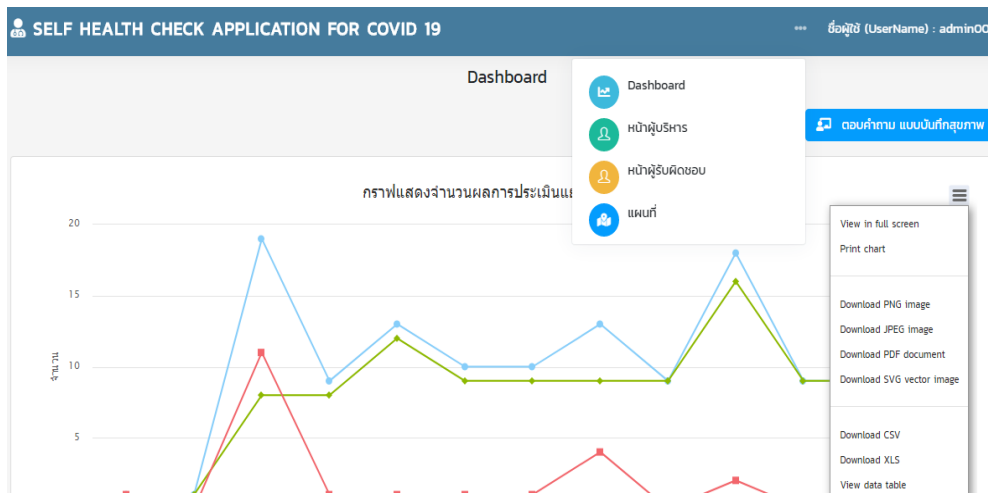 SELF HEALTH CHECK APPLICATION FOR COVID 19
ชื่อผู้ใช้ (UserName) : admin00
Dashboard
Dashboard
หน้าผู้บริหาร
หน้าผู้รับผิดชอบ
แผนที่
ตอบคำถาม แบบบันทึกสุขภาพ
กราฟแสดงจำนวนผลการประเมินแย
View in full screen
Print chart
Download PNG image
Download JPEG image
Download PDF document
Download SVG vector image
Download CSV
Download XLS
View data table
จำนวน
20
15
10
5